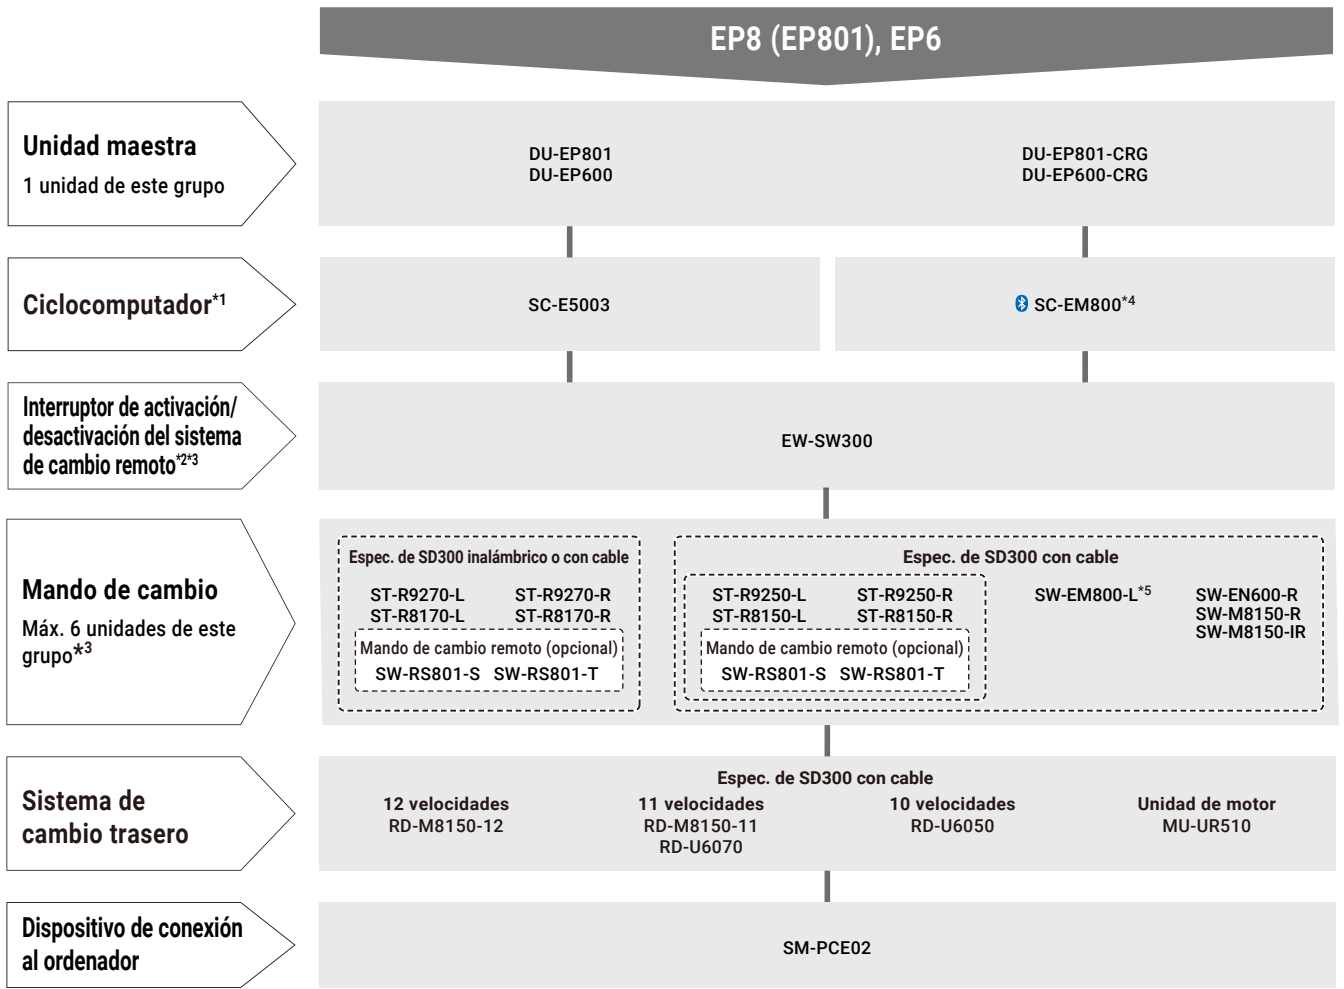 EP8 (EP801), EP6
Unidad maestra
1 unidad de este grupo
DU-EP801
DU-EP600
DU-EP801-CRG
DU-EP600-CRG
Ciclocomputador*1
SC-E5003
SC-EM800*4
Interruptor de activación/
desactivación del sistema
de cambio remoto*2*3
EW-SW300
Mando de cambio
Máx. 6 unidades de este
grupo*3
Espec. de SD300 inalámbrico o con cable
ST-R9270-L ST-R9270-R
ST-R8170-L ST-R8170-R
Mando de cambio remoto (opcional)
SW-RS801-S SW-RS801-T
Espec. de SD300 con cable
ST-R9250-L ST-R9250-R
ST-R8150-L ST-R8150-R
Mando de cambio remoto (opcional)
SW-RS801-S SW-RS801-T
SW-EM800-L*5
SW-EN600-R
SW-M8150-R
SW-M8150-IR
Sistema de
cambio trasero
Espec. de SD300 con cable
12 velocidades
RD-M8150-12
11 velocidades
RD-M8150-11
RD-U6070
10 velocidades
RD-U6050
Unidad de motor
MU-UR510
Dispositivo de conexión
al ordenador
SM-PCE02